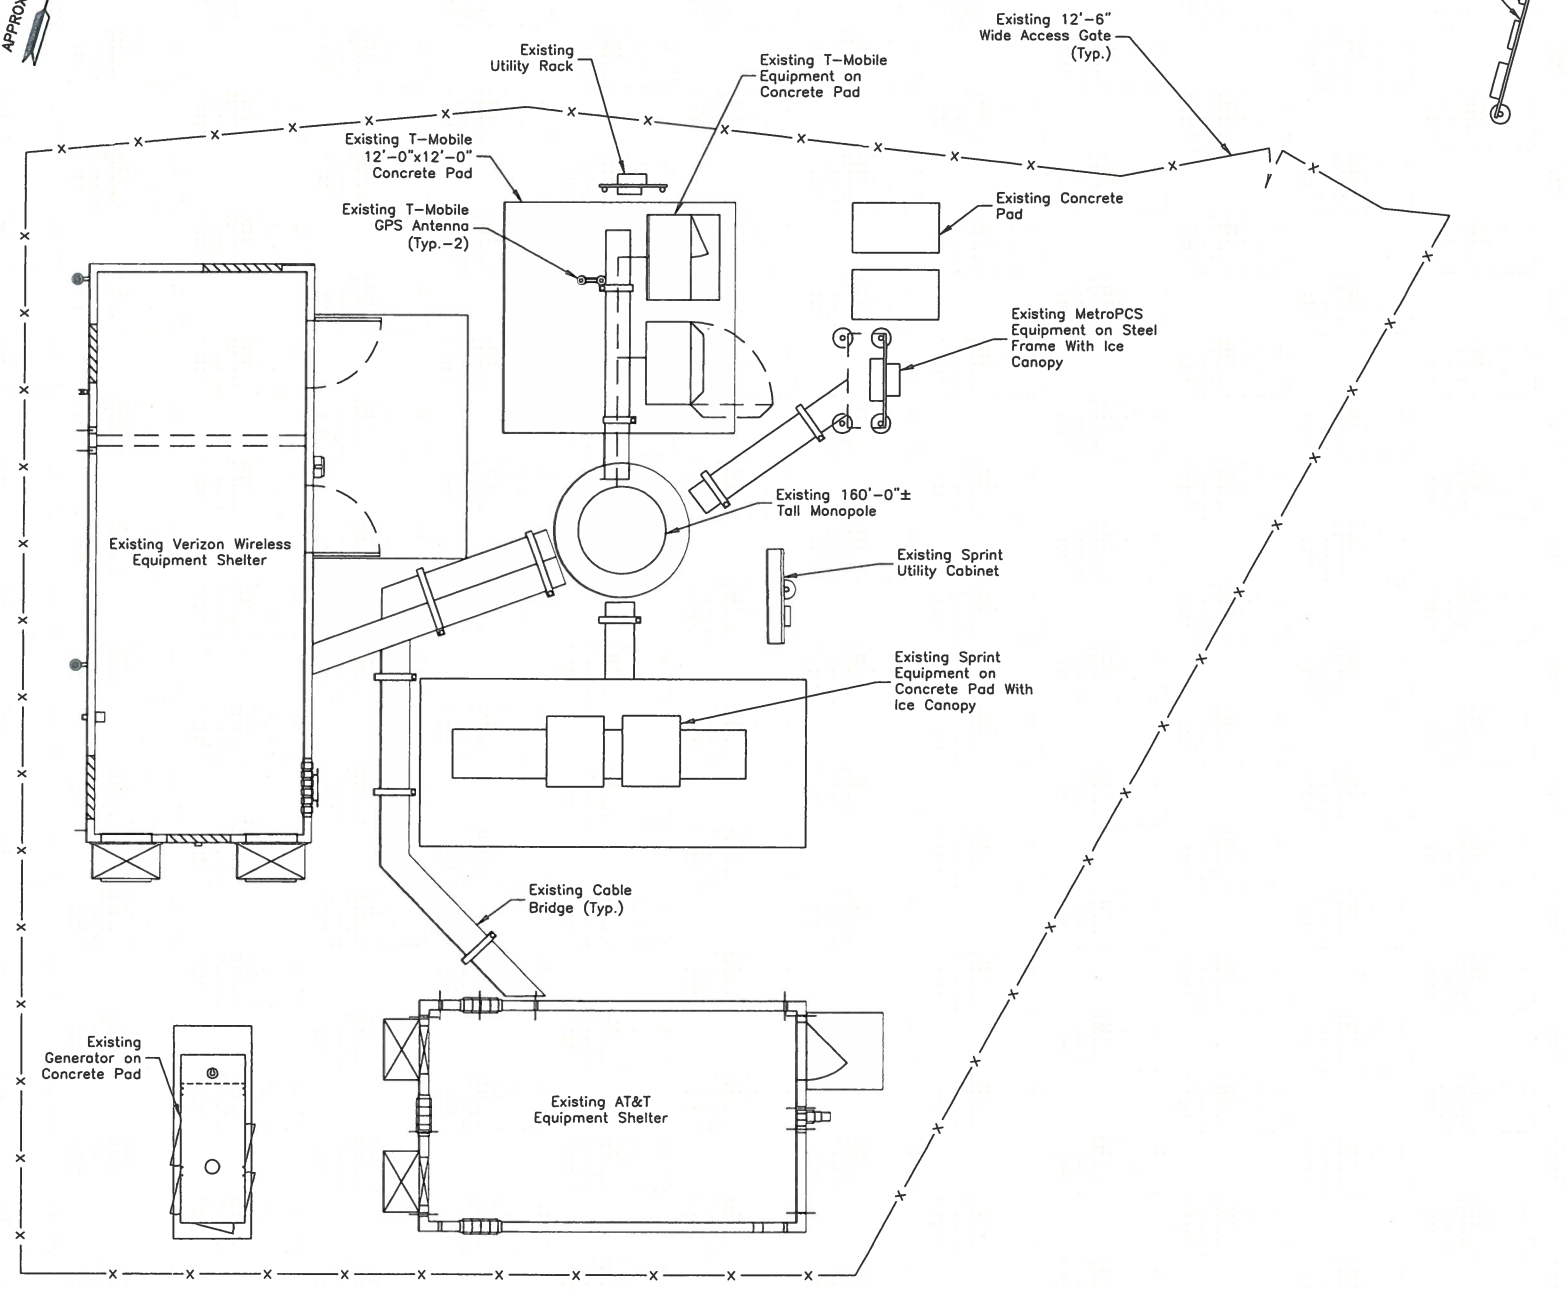 APPROX
Existing
Utility Rack
Existing T-Mobile
Equipment on
Concrete Pad
Existing 12'-6"
Wide Access Gate
(Typ.)
Existing T-Mobile
12'-0"x12'-0"
Concrete Pad
Existing T-Mobile
GPS Antenna
(Typ.-2)
Existing Concrete
Pad
Existing MetroPCS
Equipment on Steel
Frame With Ice
Canopy
Existing 160'-0"±
Tall Monopole
Existing Verizon Wireless
Equipment Shelter
Existing Sprint
Utility Cabinet
Existing Sprint
Equipment on
Concrete Pad With
Ice Canopy
Existing Cable
Bridge (Typ.)
Existing
Generator on
Concrete Pad
Existing AT&T
Equipment Shelter